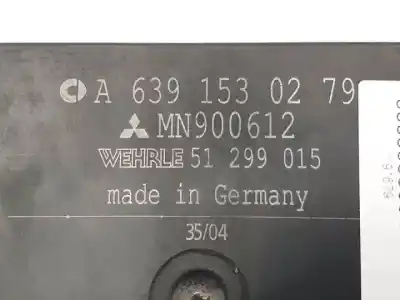 A 639 153 02 79
MN900612
WEHRLE 51 299 015
made in Germany
35/04